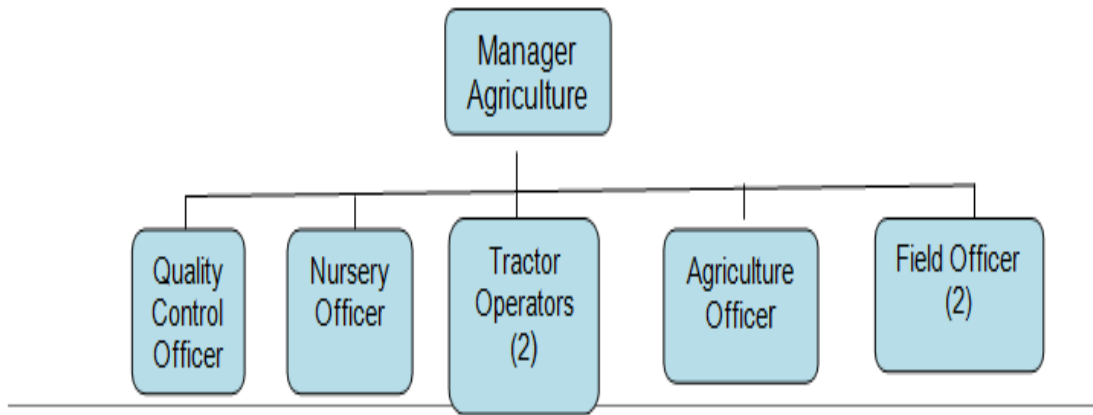 Manager
Agriculture
Quality
Control
Officer
Nursery
Officer
Tractor
Operators
(2)
Agriculture
Officer
Field Officer
(2)